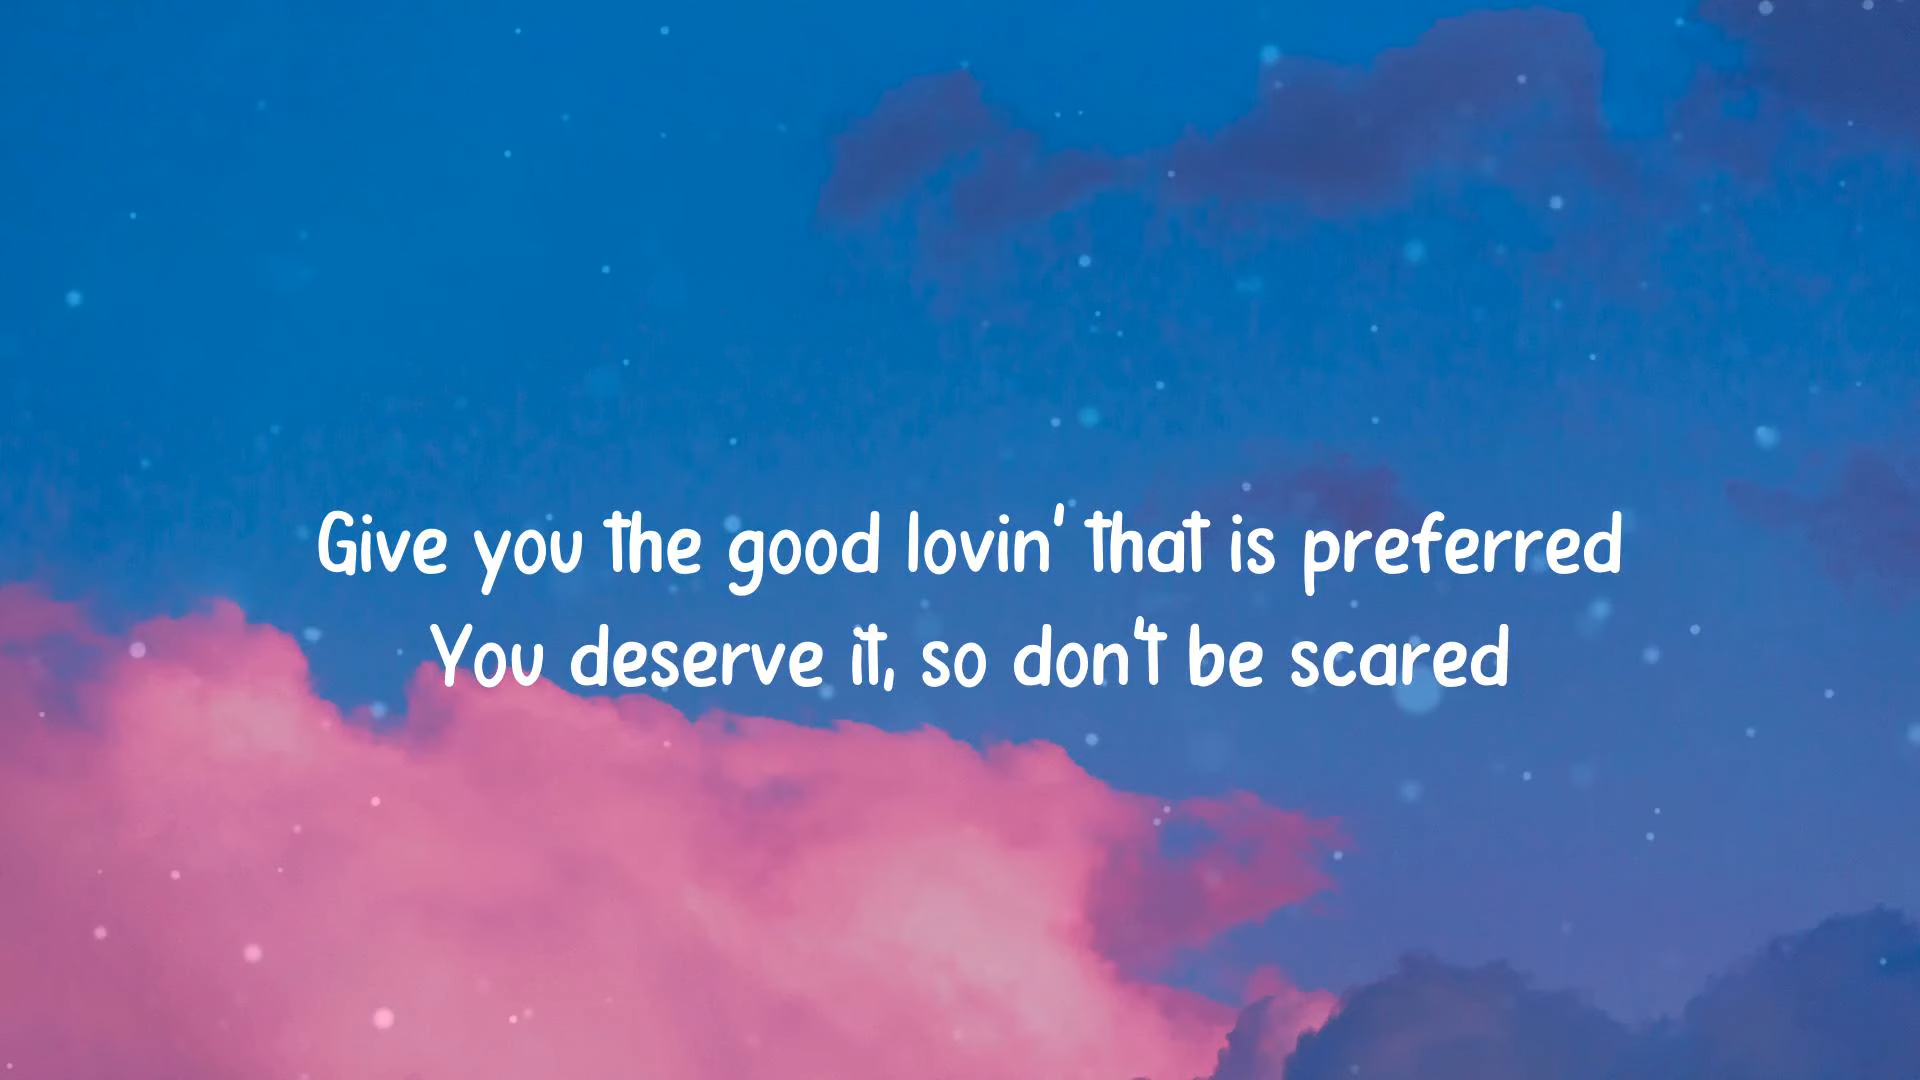 Give you the good lovin' that is preferred
You deserve it, so don't be scared